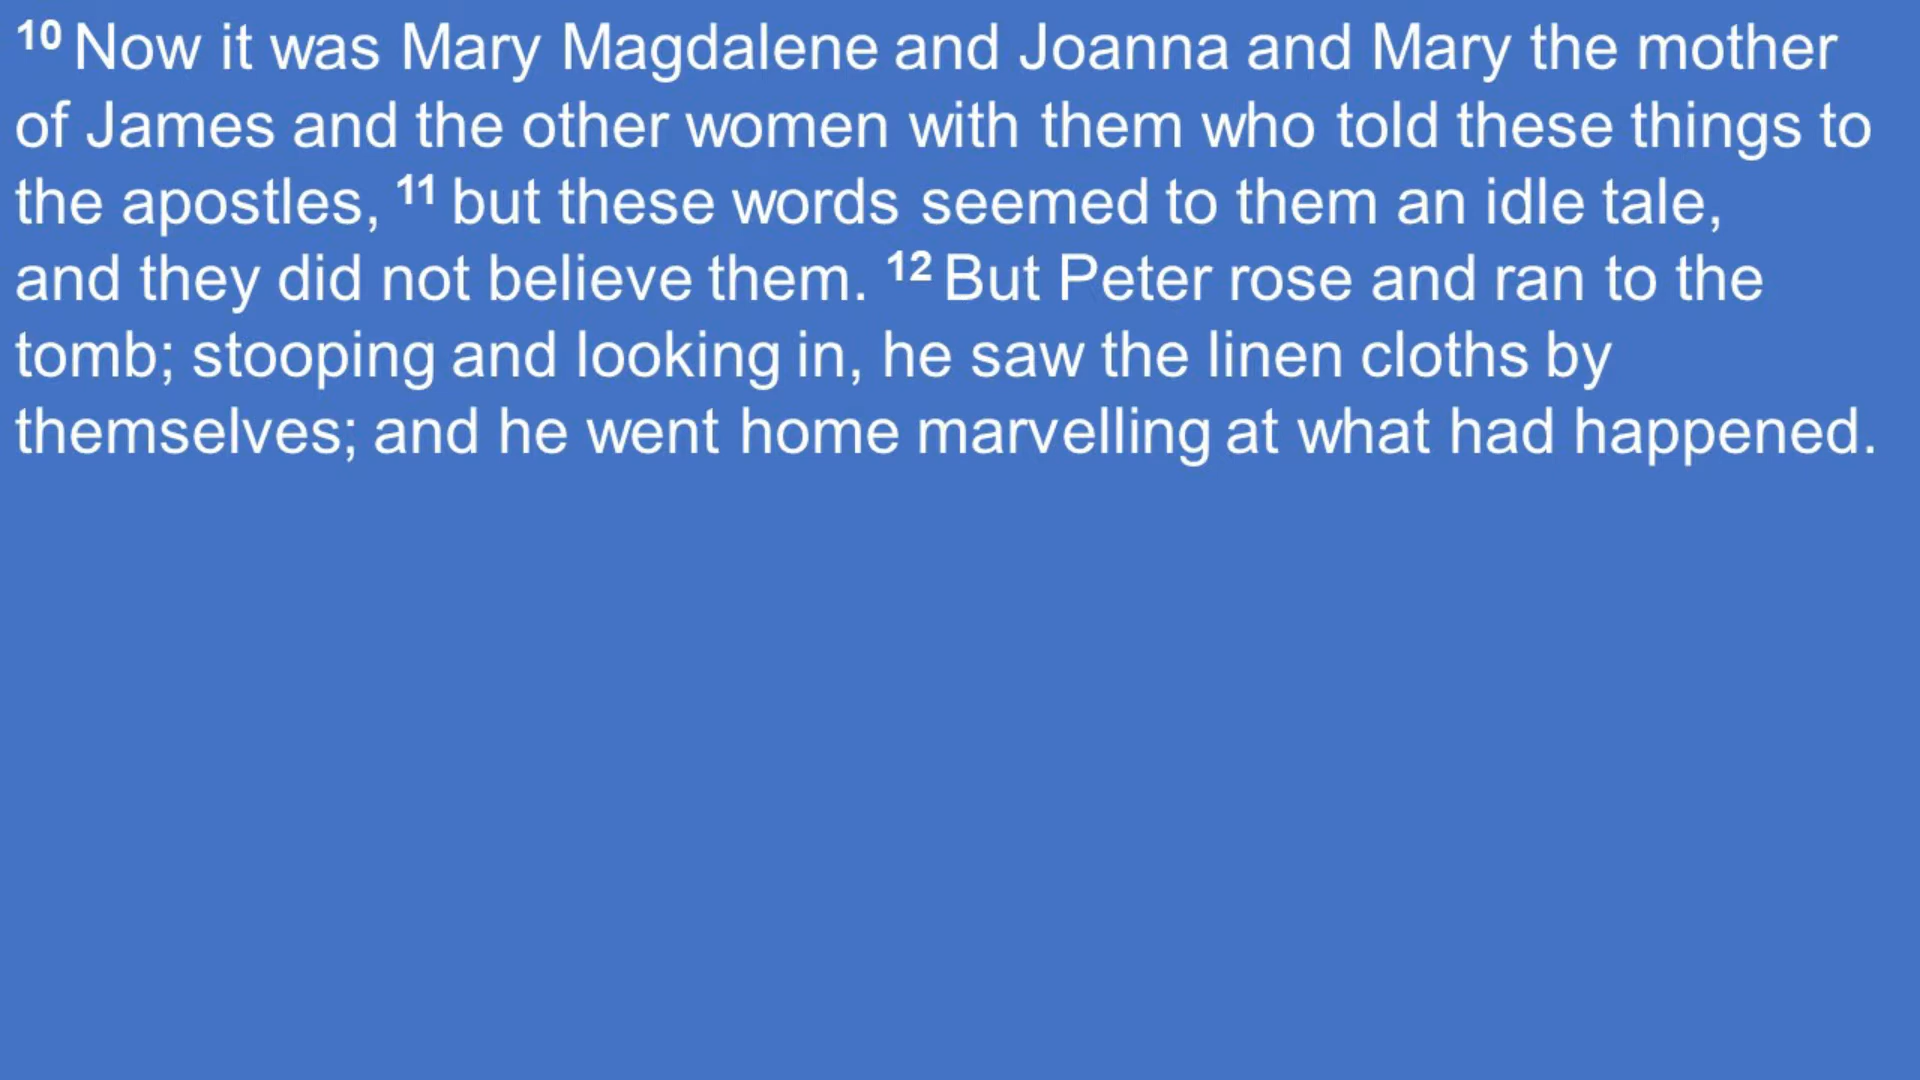 10 Now it was Mary Magdalene and Joanna and Mary the mother
of James and the other women with them who told these things to
the apostles, 11 but these words seemed to them an idle tale,
and they did not believe them. 12 But Peter rose and ran to the
tomb; stooping and looking in, he saw the linen cloths by
themselves; and he went home marvelling at what had happened.